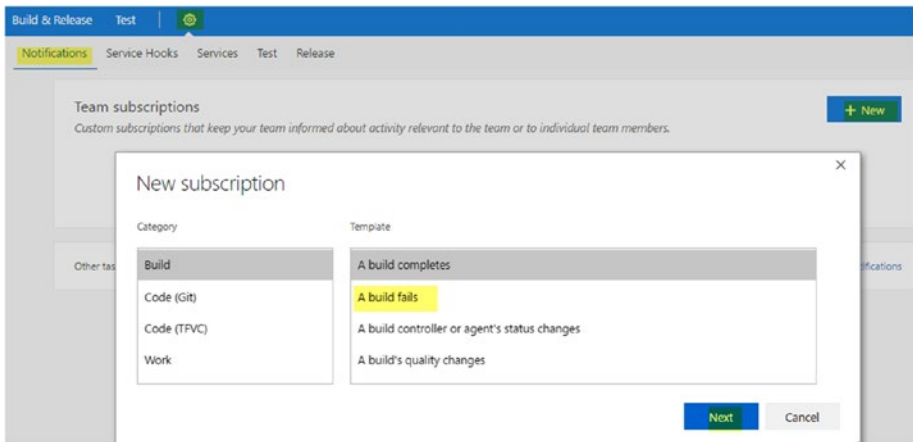 Build & Release Test
Notifications Service Hooks Services Test Release
Team subscriptions
Custom subscriptions that keep your team informed about activity relevant to the team or to individual team members.
+ New
New subscription
Category Template
Build A build completes
Code (Git) A build fails
Code (TFVC) A build controller or agent's status changes
Work A build's quality changes
Other tas
Next Cancel